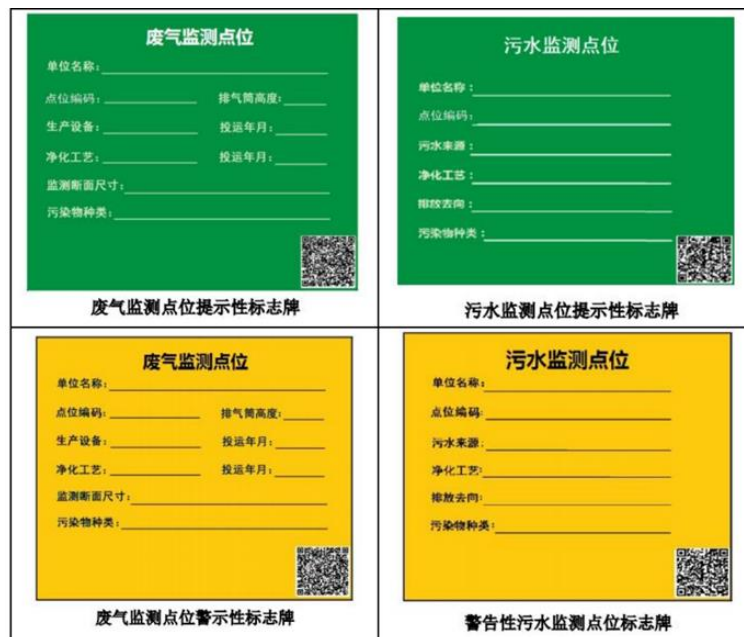 废气监测点位
单位名称：
点位编码： 排气筒高度：
生产设备： 投运年月：
净化工艺： 投运年月：
监测断面尺寸：
污染物种类：
废气监测点位提示性标志牌
污水监测点位
单位名称：
点位编码：
污水来源：
净化工艺：
排放去向：
污染物种类：
污水监测点位提示性标志牌
废气监测点位
单位名称：
点位编码： 排气筒高度：
生产设备： 投运年月：
净化工艺： 投运年月：
监测断面尺寸：
污染物种类：
废气监测点位警示性标志牌
污水监测点位
单位名称：
点位编码：
污水来源：
净化工艺：
排放去向：
污染物种类：
警告性污水监测点位标志牌